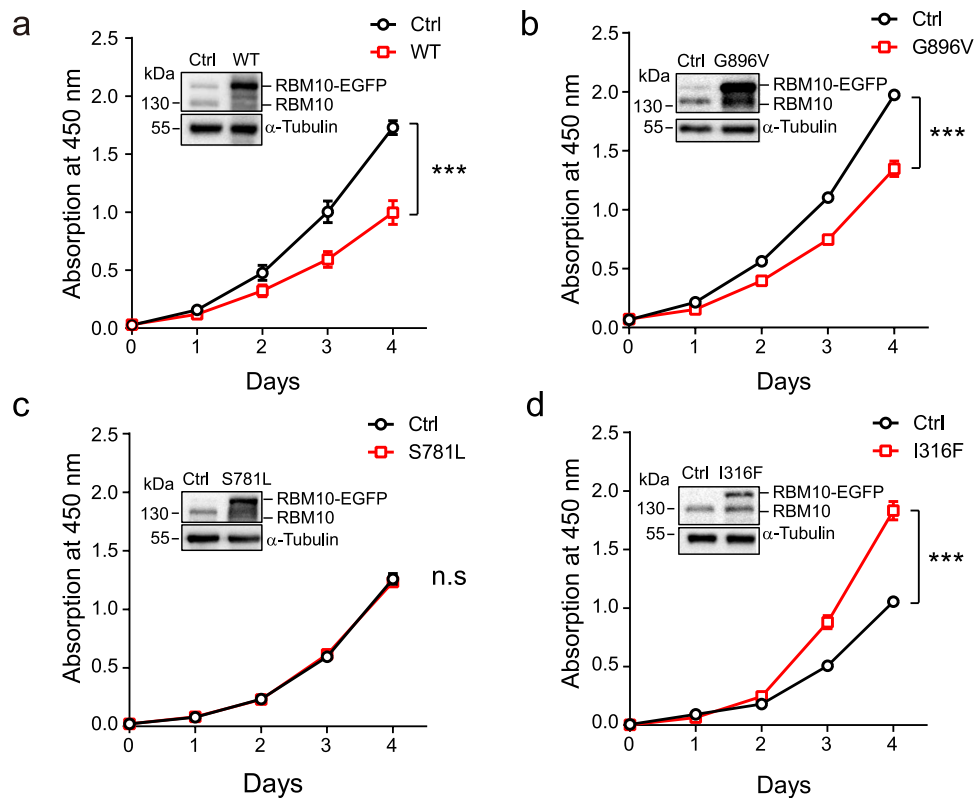 a
Ctrl
WT
Absorption at 450 nm
2.5
2.0
1.5
1.0
0.5
0.0
kDa
Ctrl WT
130
RBM10-EGFP
RBM10
55
α-Tubulin
***
0 1 2 3 4
Days
b
Ctrl
G896V
Absorption at 450 nm
2.5
2.0
1.5
1.0
0.5
0.0
kDa
Ctrl G896V
130
RBM10-EGFP
RBM10
55
α-Tubulin
***
0 1 2 3 4
Days
c
Ctrl
S781L
Absorption at 450 nm
2.5
2.0
1.5
1.0
0.5
0.0
kDa
Ctrl S781L
130
RBM10-EGFP
RBM10
55
α-Tubulin
n.s
0 1 2 3 4
Days
d
Ctrl
I316F
Absorption at 450 nm
2.5
2.0
1.5
1.0
0.5
0.0
kDa
Ctrl I316F
130
RBM10-EGFP
RBM10
55
α-Tubulin
***
0 1 2 3 4
Days